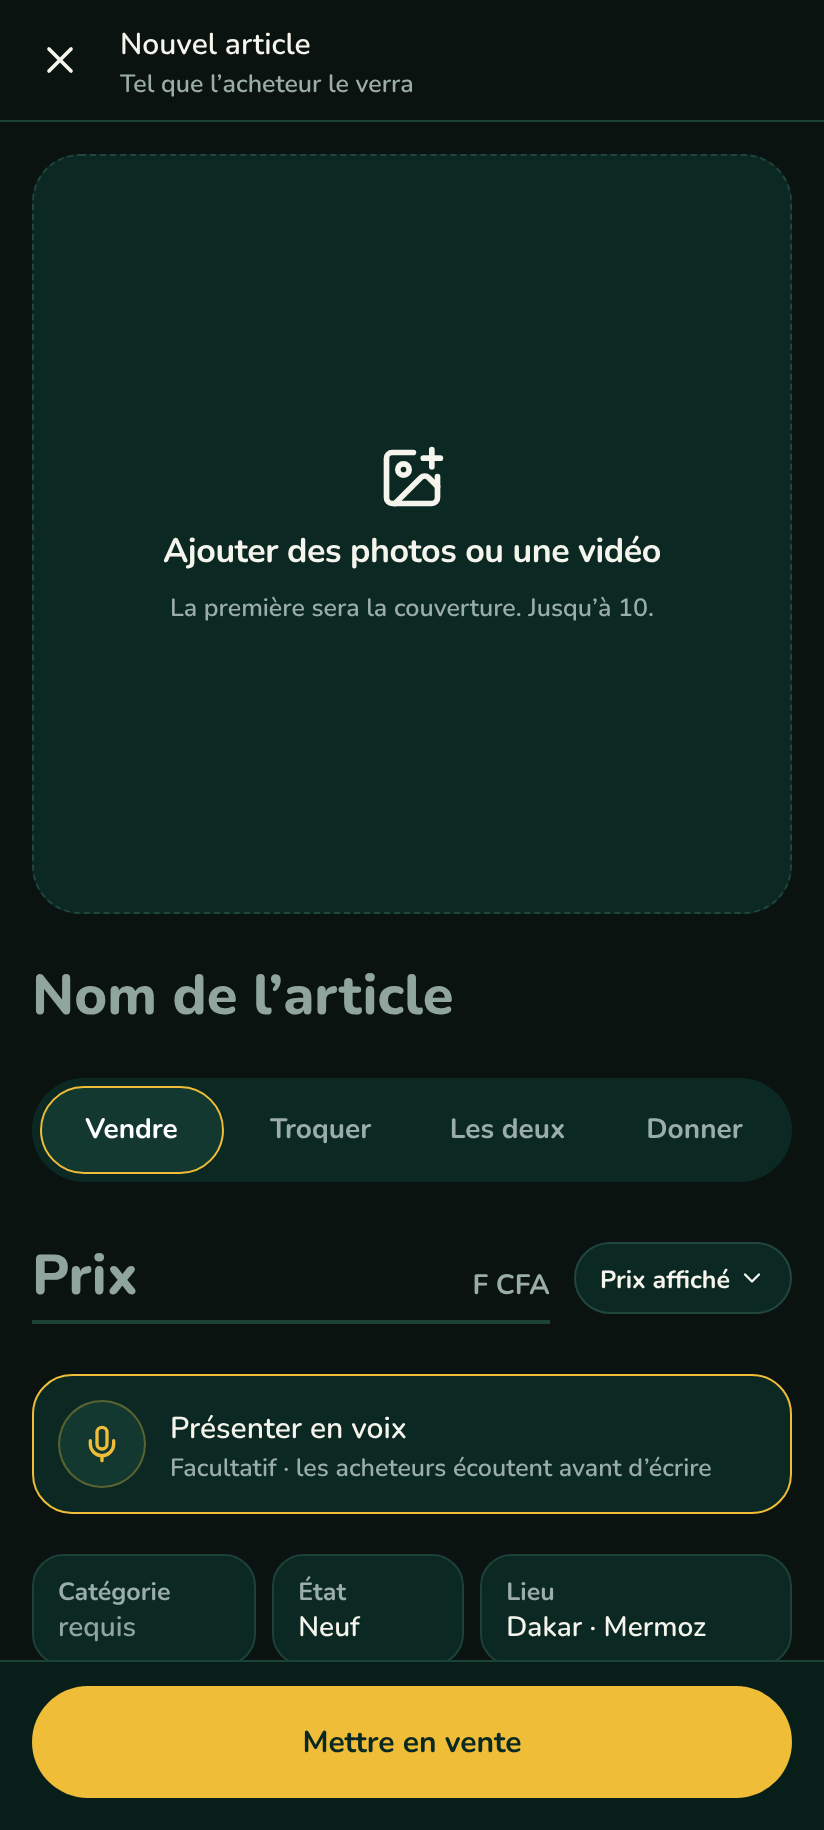 Nouvel article
Tel que l’acheteur le verra
Ajouter des photos ou une vidéo
La première sera la couverture. Jusqu’à 10.
Nom de l’article
Vendre Troquer Les deux Donner
Prix F CFA Prix affiché
Présenter en voix
Facultatif · les acheteurs écoutent avant d’écrire
Catégorie État Lieu
requis Neuf Dakar · Mermoz
Mettre en vente